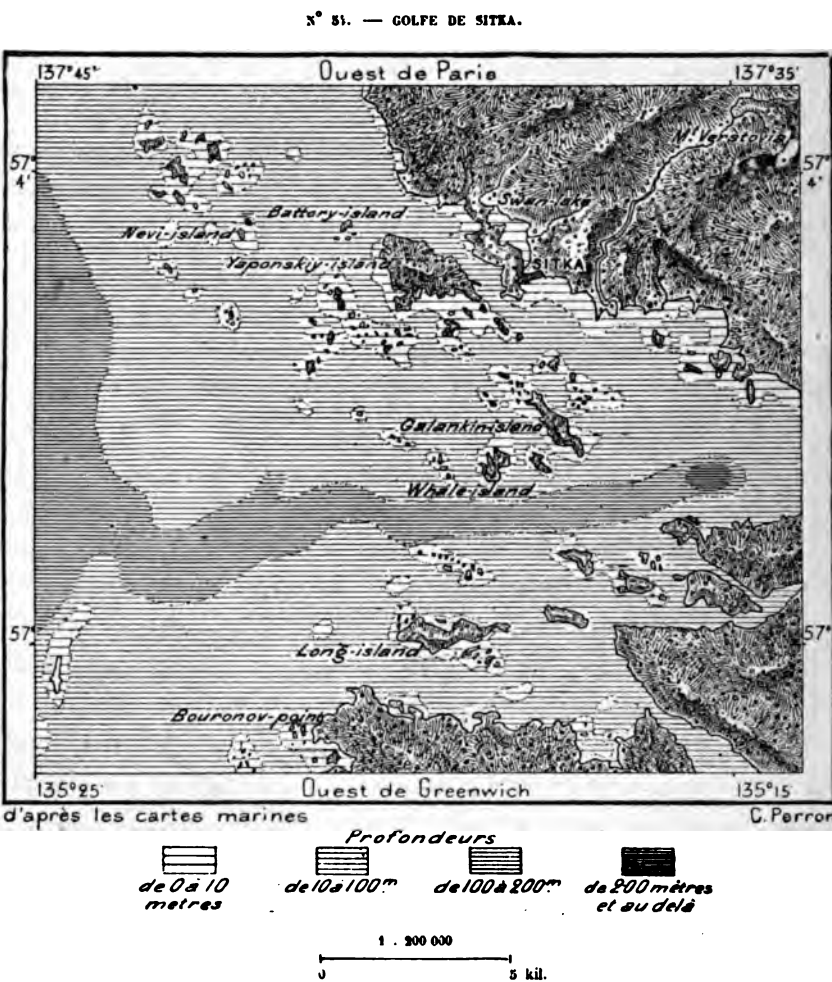 N° 51. — GOLFE DE SITKA.
137°45' Ouest de Paris 137°35'
Mt Verstovia
57° 4' 57° 4'
Swan-lake
Battory-island
Nevi-island
SITKA
Yaponskiy-island
Galankin-island
Whale-island
57° 57°
Long-island
Bouronov-point
135°25' Ouest de Greenwich 135°15'
d'après les cartes marines C. Perron
Profondeurs
de 0 à 10 metres
de 10 à 100m
de 100 à 200m
de 200 mètres et au delà
1 . 200 000
0 5 kil.